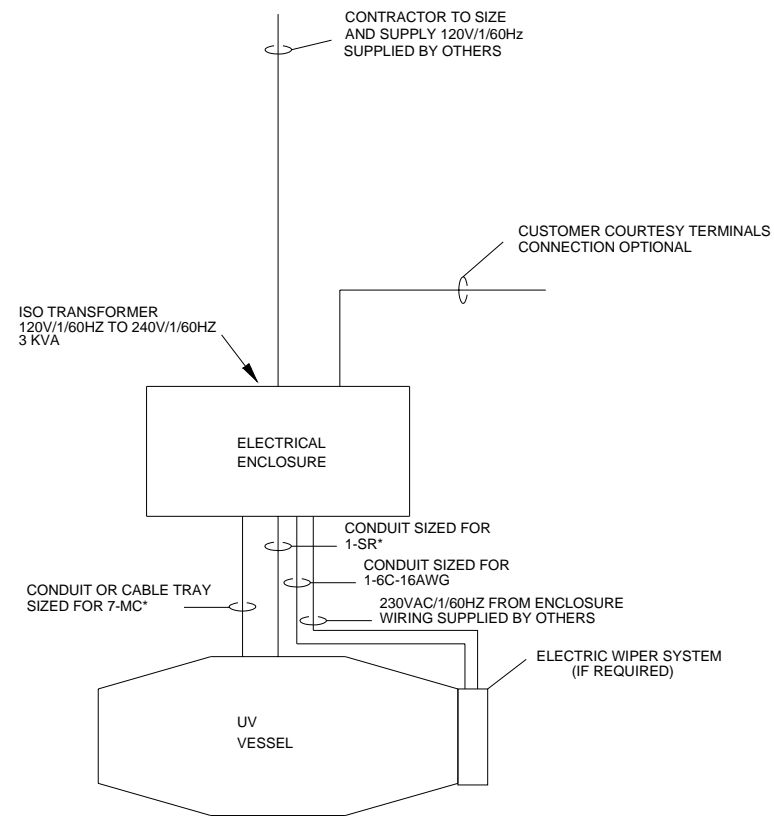 CONTRACTOR TO SIZE
AND SUPPLY 120V/1/60Hz
SUPPLIED BY OTHERS
CUSTOMER COURTESY TERMINALS
CONNECTION OPTIONAL
ISO TRANSFORMER
120V/1/60HZ TO 240V/1/60HZ
3 KVA
ELECTRICAL
ENCLOSURE
CONDUIT SIZED FOR
1-SR*
CONDUIT SIZED FOR
1-6C-16AWG
CONDUIT OR CABLE TRAY
SIZED FOR 7-MC*
230VAC/1/60HZ FROM ENCLOSURE
WIRING SUPPLIED BY OTHERS
ELECTRIC WIPER SYSTEM
(IF REQUIRED)
UV
VESSEL